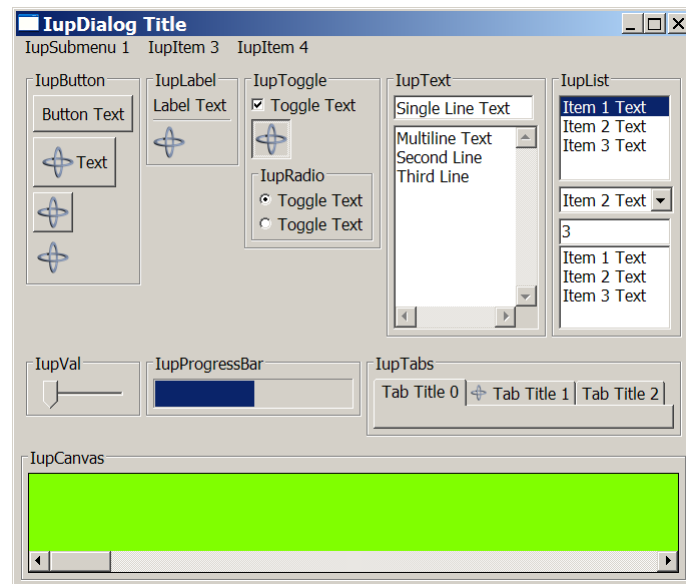 IupDialog Title
IupSubmenu 1 IupItem 3 IupItem 4
IupButton
Button Text
Text
IupLabel
Label Text
IupToggle
Toggle Text
IupRadio
Toggle Text
Toggle Text
IupText
Single Line Text
Multiline Text
Second Line
Third Line
IupList
Item 1 Text
Item 2 Text
Item 3 Text
Item 2 Text
3
Item 1 Text
Item 2 Text
Item 3 Text
IupVal
IupProgressBar
IupTabs
Tab Title 0 Tab Title 1 Tab Title 2
IupCanvas